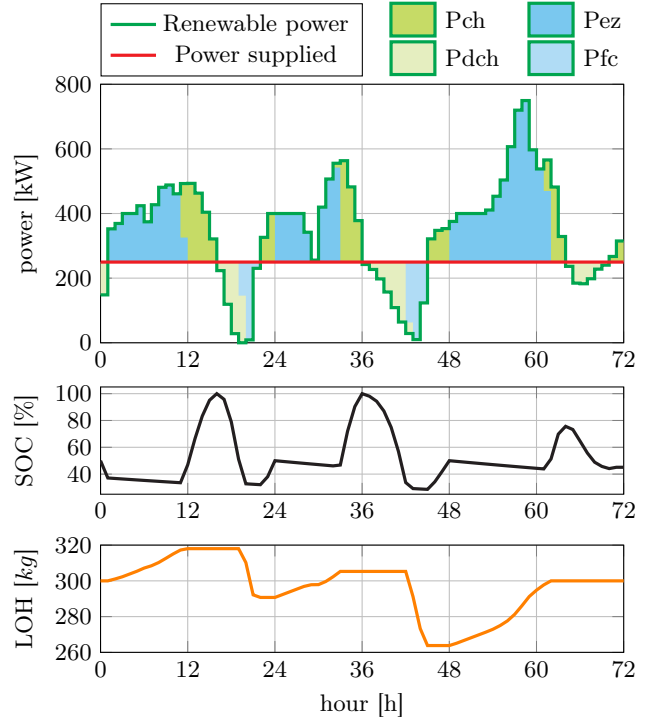 Renewable power
Power supplied
Pch
Pez
Pdch
Pfc
power [kW]
800
600
400
200
0
0 12 24 36 48 60 72
SOC [%]
100
80
60
40
0 12 24 36 48 60 72
LOH [kg]
320
300
280
260
0 12 24 36 48 60 72
hour [h]